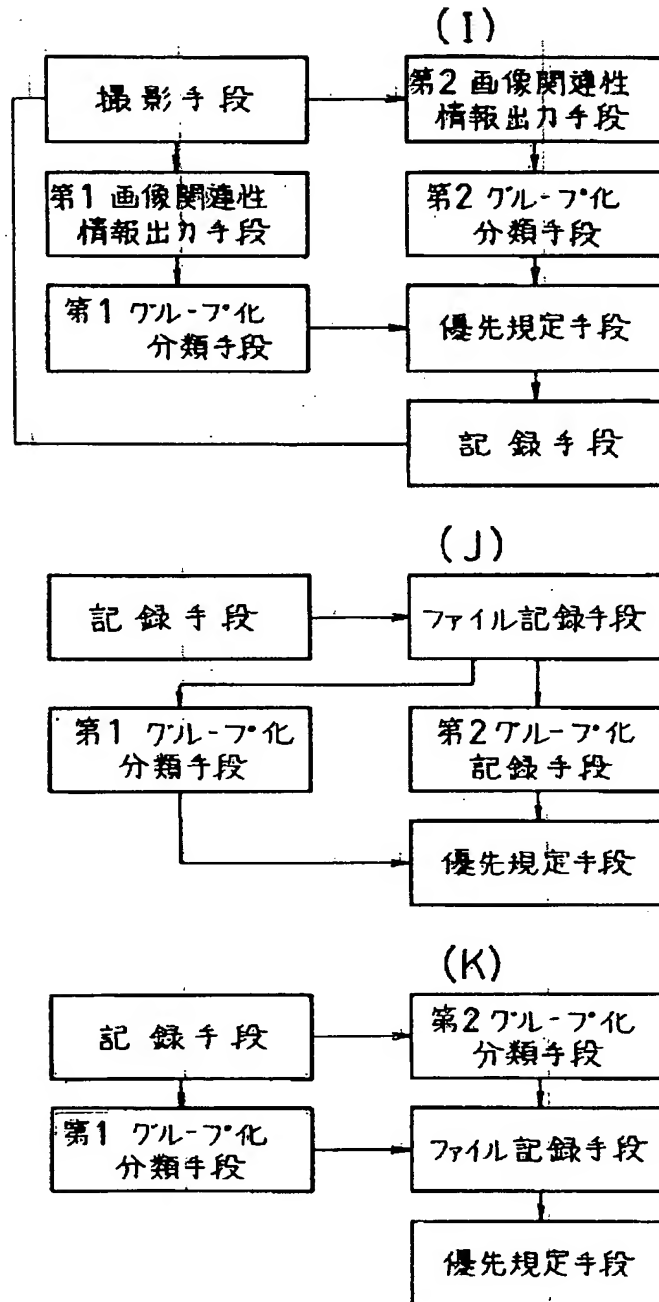 (I)
撮影手段
第2 画像関連性
情報出力手段
第1 画像関連性
情報出力手段
第2 グループ化
分類手段
第1 グループ化
分類手段
優先規定手段
記録手段
(J)
記録手段
ファイル記録手段
第1 グループ化
分類手段
第2 グループ化
記録手段
優先規定手段
(K)
記録手段
第2 グループ化
分類手段
第1 グループ化
分類手段
ファイル記録手段
優先規定手段